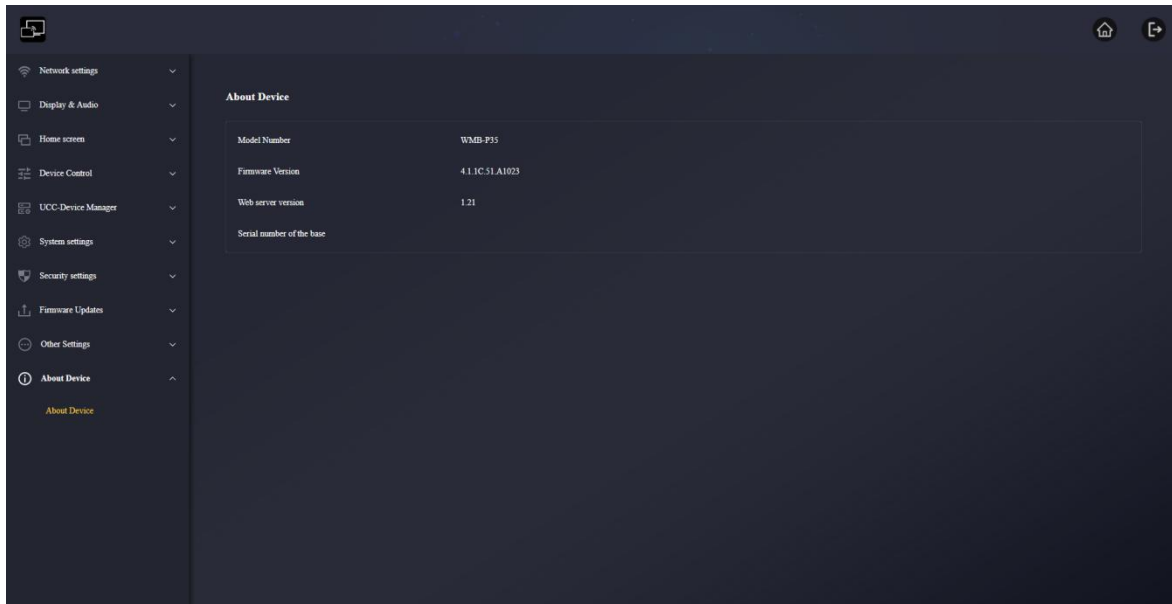 Network settings
Display & Audio
Home screen
Device Control
UCC-Device Manager
System settings
Security settings
Firmware Updates
Other Settings
About Device
About Device
About Device
Model Number WMB-P35
Firmware Version 4.1.1C.51.A1023
Web server version 1.21
Serial number of the base